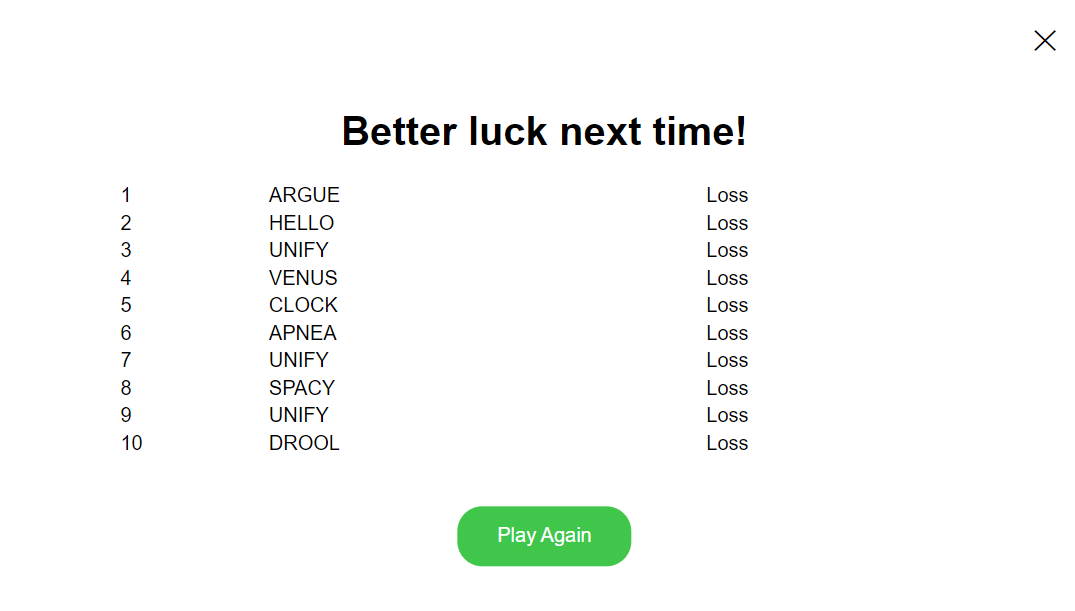 Better luck next time!
1 ARGUE Loss
2 HELLO Loss
3 UNIFY Loss
4 VENUS Loss
5 CLOCK Loss
6 APNEA Loss
7 UNIFY Loss
8 SPACY Loss
9 UNIFY Loss
10 DROOL Loss
Play Again